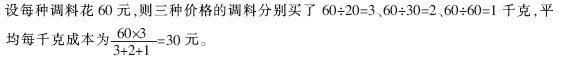 设每种调料花 60 元,则三种价格的调料分别买了 60÷20=3、60÷30=2、60÷60=1 千克,平
均每千克成本为\frac{60×3}{3+2+1}=30 元。